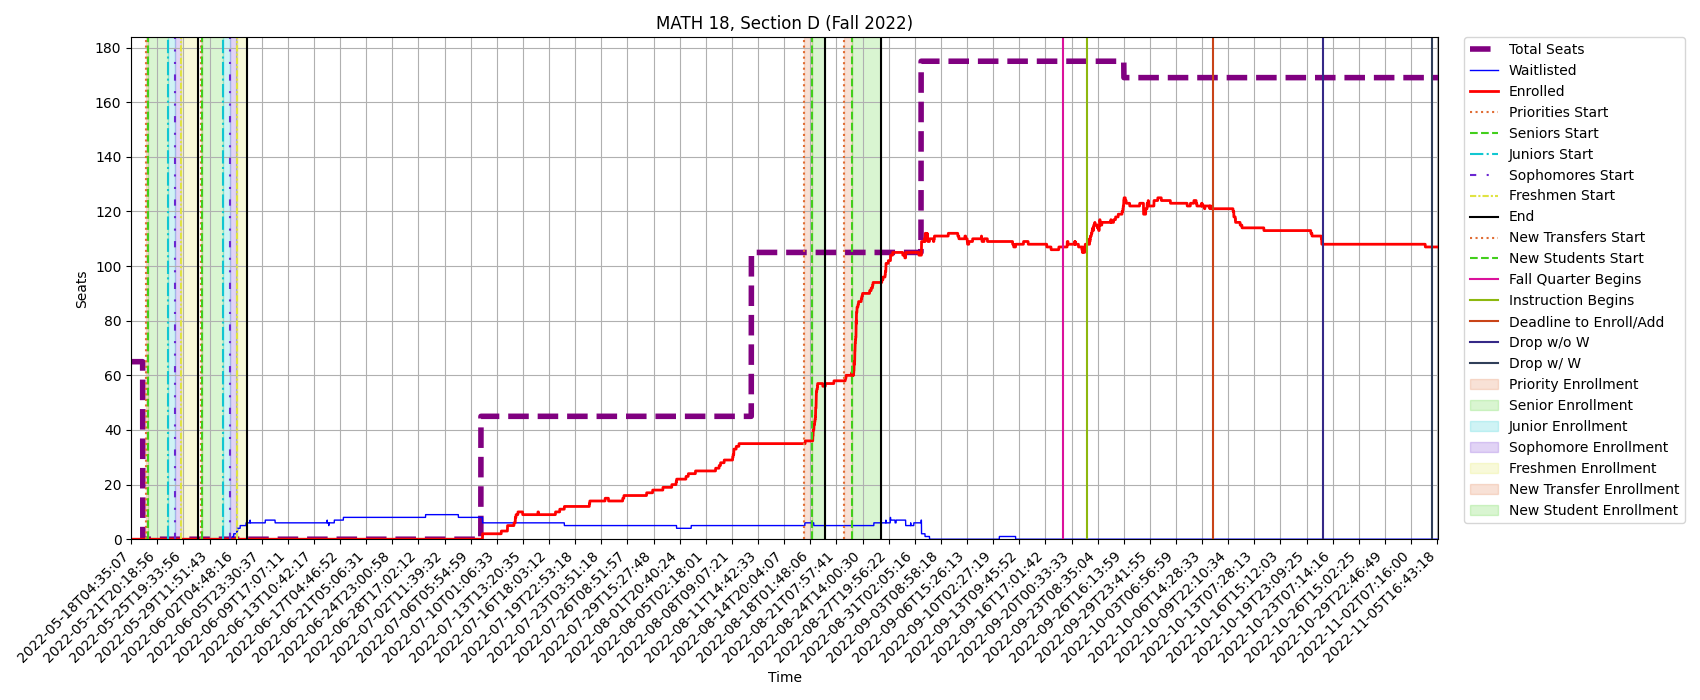 MATH 18, Section D (Fall 2022)
Seats
180
160
140
120
100
80
60
40
20
0
2022-05-18T04:35:07
2022-05-21T20:18:56
2022-05-25T19:33:56
2022-05-29T11:51:43
2022-06-02T04:48:16
2022-06-05T23:30:37
2022-06-09T17:07:11
2022-06-13T10:42:17
2022-06-17T04:46:52
2022-06-21T05:06:31
2022-06-24T23:00:58
2022-06-28T17:02:12
2022-07-02T11:39:32
2022-07-06T05:54:59
2022-07-10T01:06:33
2022-07-13T13:20:35
2022-07-16T18:03:12
2022-07-19T22:53:18
2022-07-23T03:51:18
2022-07-26T08:51:57
2022-07-29T15:27:48
2022-08-01T20:40:24
2022-08-05T02:18:01
2022-08-08T09:07:21
2022-08-11T14:42:33
2022-08-14T20:04:07
2022-08-18T01:48:06
2022-08-21T07:57:41
2022-08-24T14:00:30
2022-08-27T19:56:22
2022-08-31T02:05:16
2022-09-03T08:58:18
2022-09-06T15:26:13
2022-09-10T02:27:19
2022-09-13T09:45:52
2022-09-16T17:01:42
2022-09-20T00:33:33
2022-09-23T08:35:04
2022-09-26T16:13:59
2022-09-29T23:41:55
2022-10-03T06:56:59
2022-10-06T14:28:33
2022-10-09T22:10:34
2022-10-13T07:28:13
2022-10-16T15:12:03
2022-10-19T23:09:25
2022-10-23T07:14:16
2022-10-26T15:02:25
2022-10-29T22:46:49
2022-11-02T07:16:00
2022-11-05T16:43:18
Time
Total Seats
Waitlisted
Enrolled
Priorities Start
Seniors Start
Juniors Start
Sophomores Start
Freshmen Start
End
New Transfers Start
New Students Start
Fall Quarter Begins
Instruction Begins
Deadline to Enroll/Add
Drop w/o W
Drop w/ W
Priority Enrollment
Senior Enrollment
Junior Enrollment
Sophomore Enrollment
Freshmen Enrollment
New Transfer Enrollment
New Student Enrollment